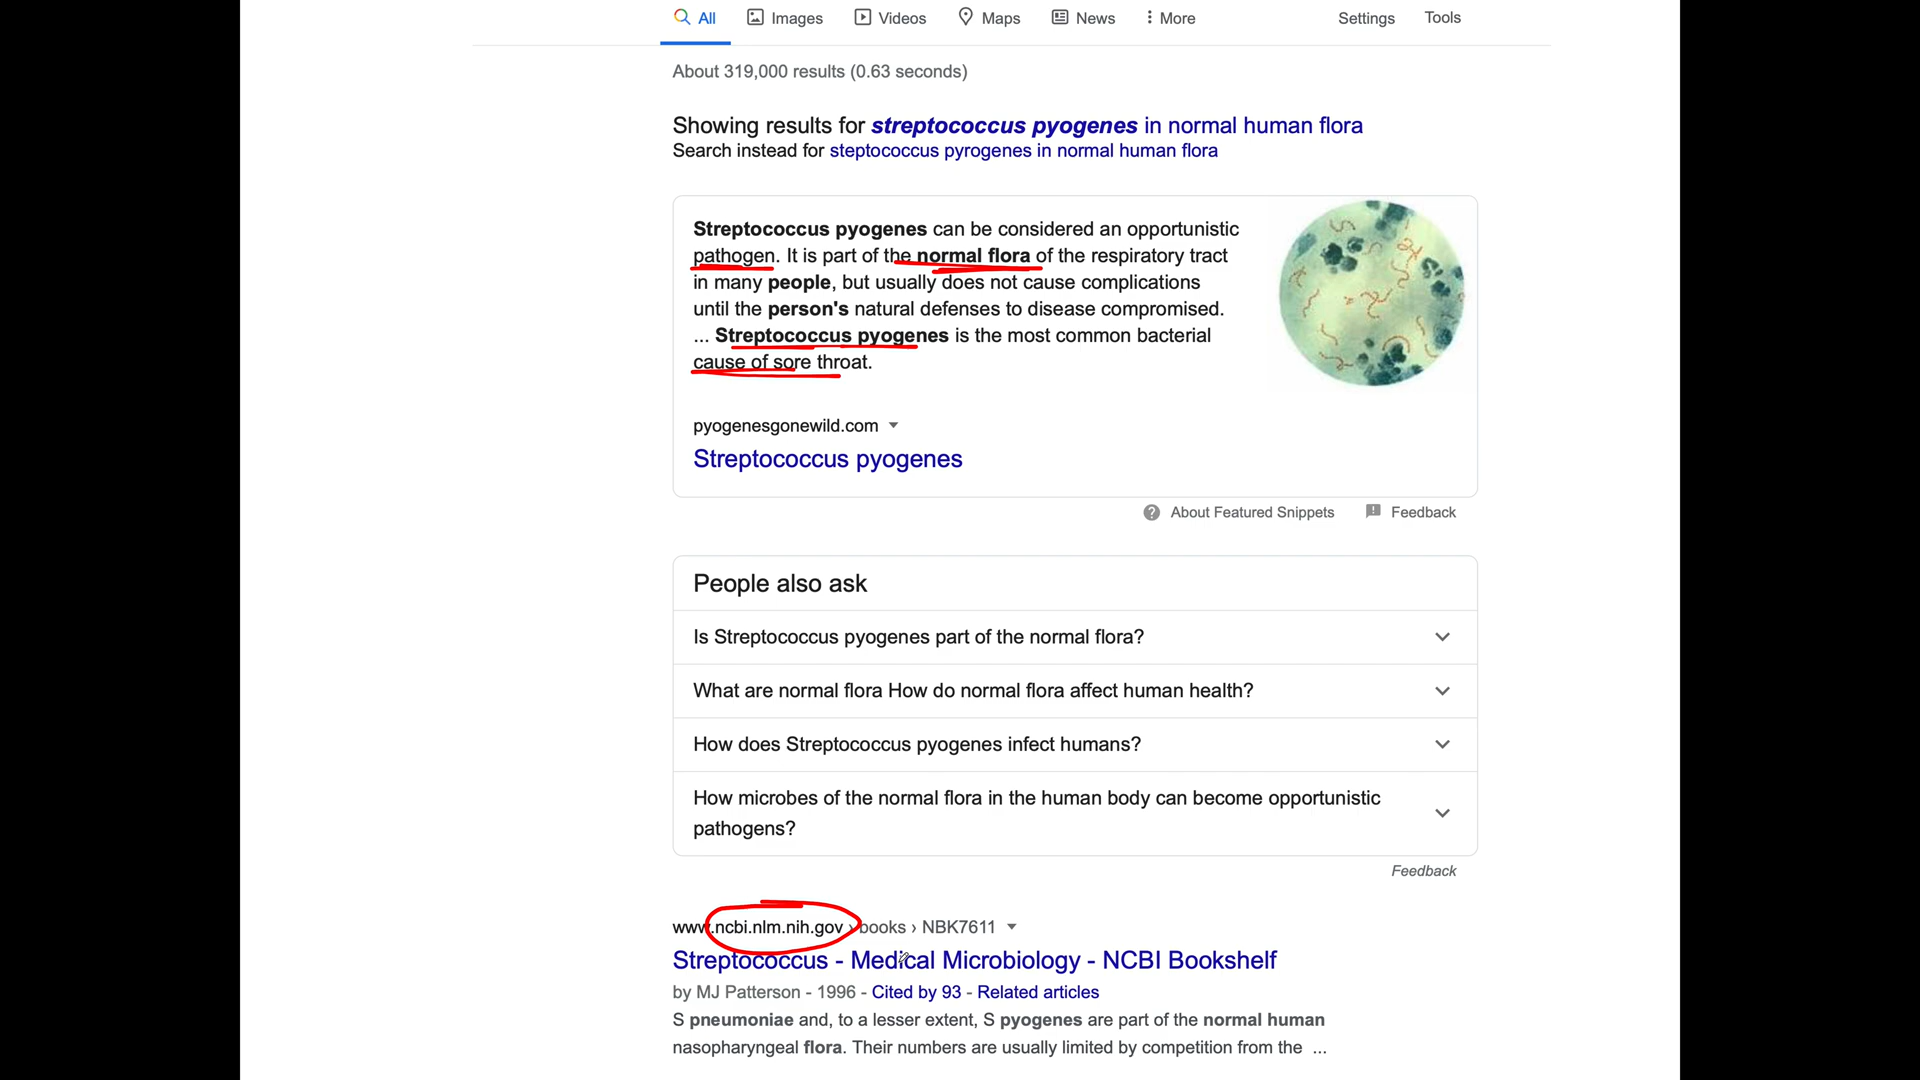 All Images Videos Maps News More Settings Tools
About 319,000 results (0.63 seconds)
Showing results for streptococcus pyogenes in normal human flora
Search instead for steptococcus pyrogenes in normal human flora
Streptococcus pyogenes can be considered an opportunistic
pathogen. It is part of the normal flora of the respiratory tract
in many people, but usually does not cause complications
until the person's natural defenses to disease compromised.
... Streptococcus pyogenes is the most common bacterial
cause of sore throat.
pyogenesgonewild.com
Streptococcus pyogenes
About Featured Snippets Feedback
People also ask
Is Streptococcus pyogenes part of the normal flora?
What are normal flora How do normal flora affect human health?
How does Streptococcus pyogenes infect humans?
How microbes of the normal flora in the human body can become opportunistic
pathogens?
Feedback
www.ncbi.nlm.nih.gov › books › NBK7611
Streptococcus - Medical Microbiology - NCBI Bookshelf
by MJ Patterson - 1996 - Cited by 93 - Related articles
S pneumoniae and, to a lesser extent, S pyogenes are part of the normal human
nasopharyngeal flora. Their numbers are usually limited by competition from the ...